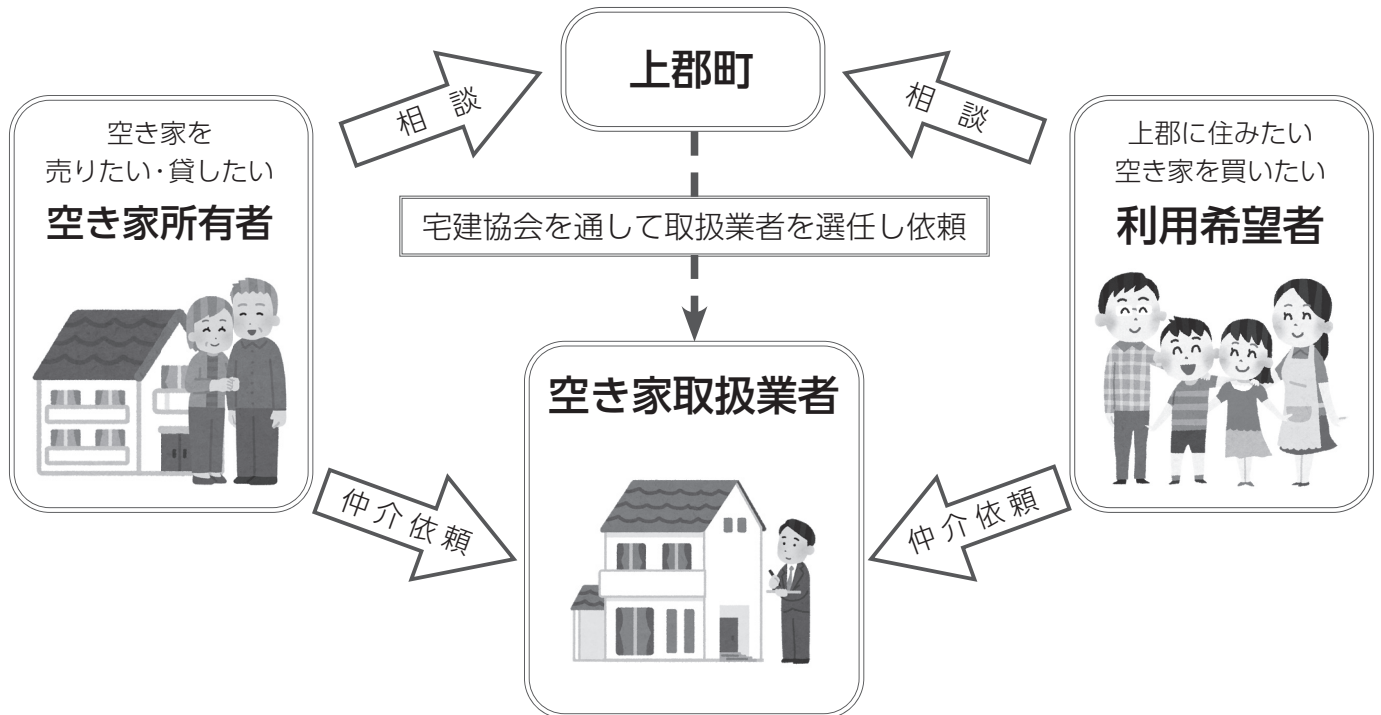 上郡町
相談
相談
空き家を
売りたい・貸したい
空き家所有者
上郡に住みたい
空き家を買いたい
利用希望者
宅建協会を通して取扱業者を選任し依頼
空き家取扱業者
仲介依頼
仲介依頼